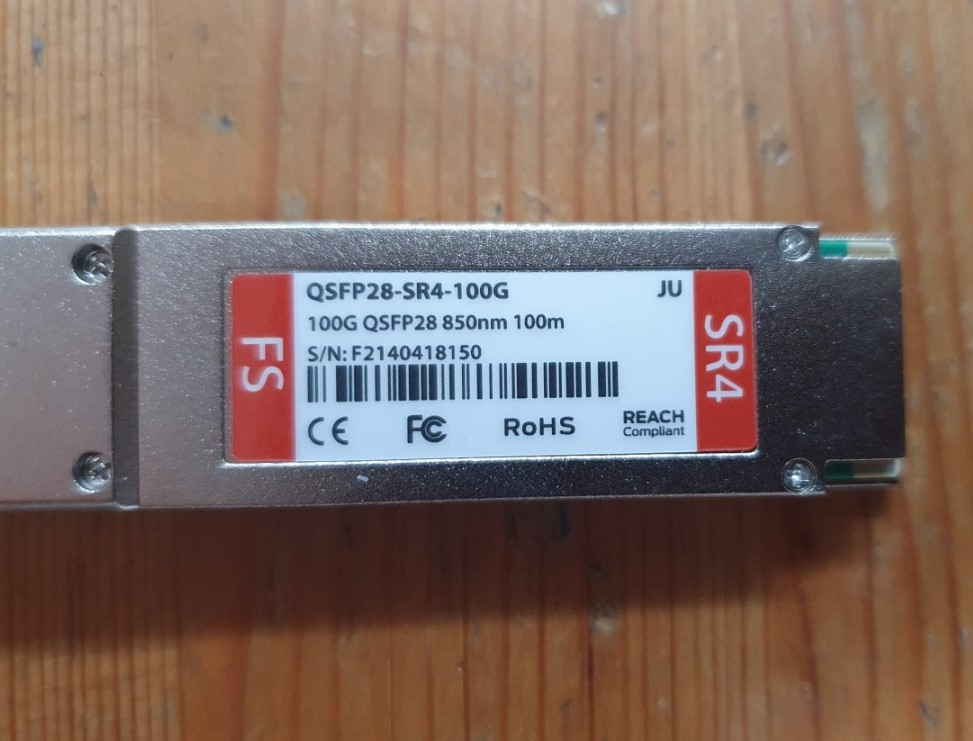 FS
QSFP28-SR4-100G
JU
100G QSFP28 850nm 100m
S/N: F2140418150
CE
FC
RoHS
REACH
Compliant
SR4